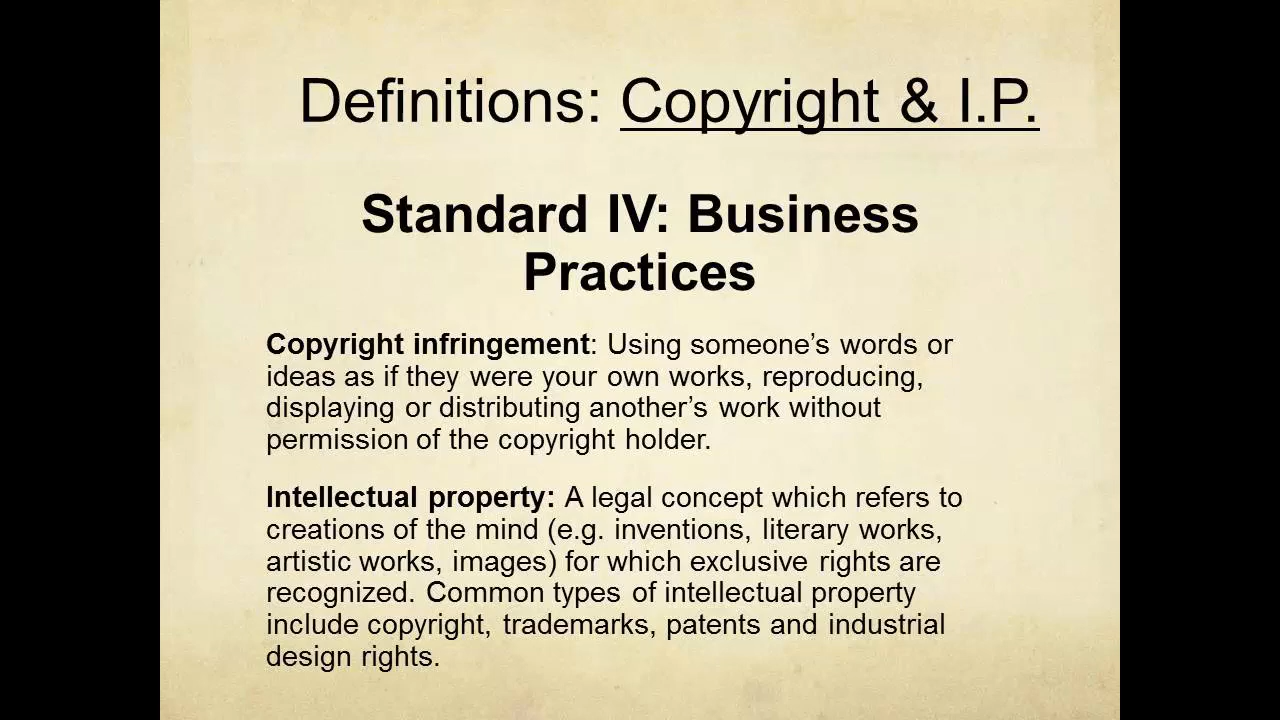 Definitions: Copyright & I.P.
Standard IV: Business
Practices
Copyright infringement: Using someone’s words or
ideas as if they were your own works, reproducing,
displaying or distributing another’s work without
permission of the copyright holder.
Intellectual property: A legal concept which refers to
creations of the mind (e.g. inventions, literary works,
artistic works, images) for which exclusive rights are
recognized. Common types of intellectual property
include copyright, trademarks, patents and industrial
design rights.